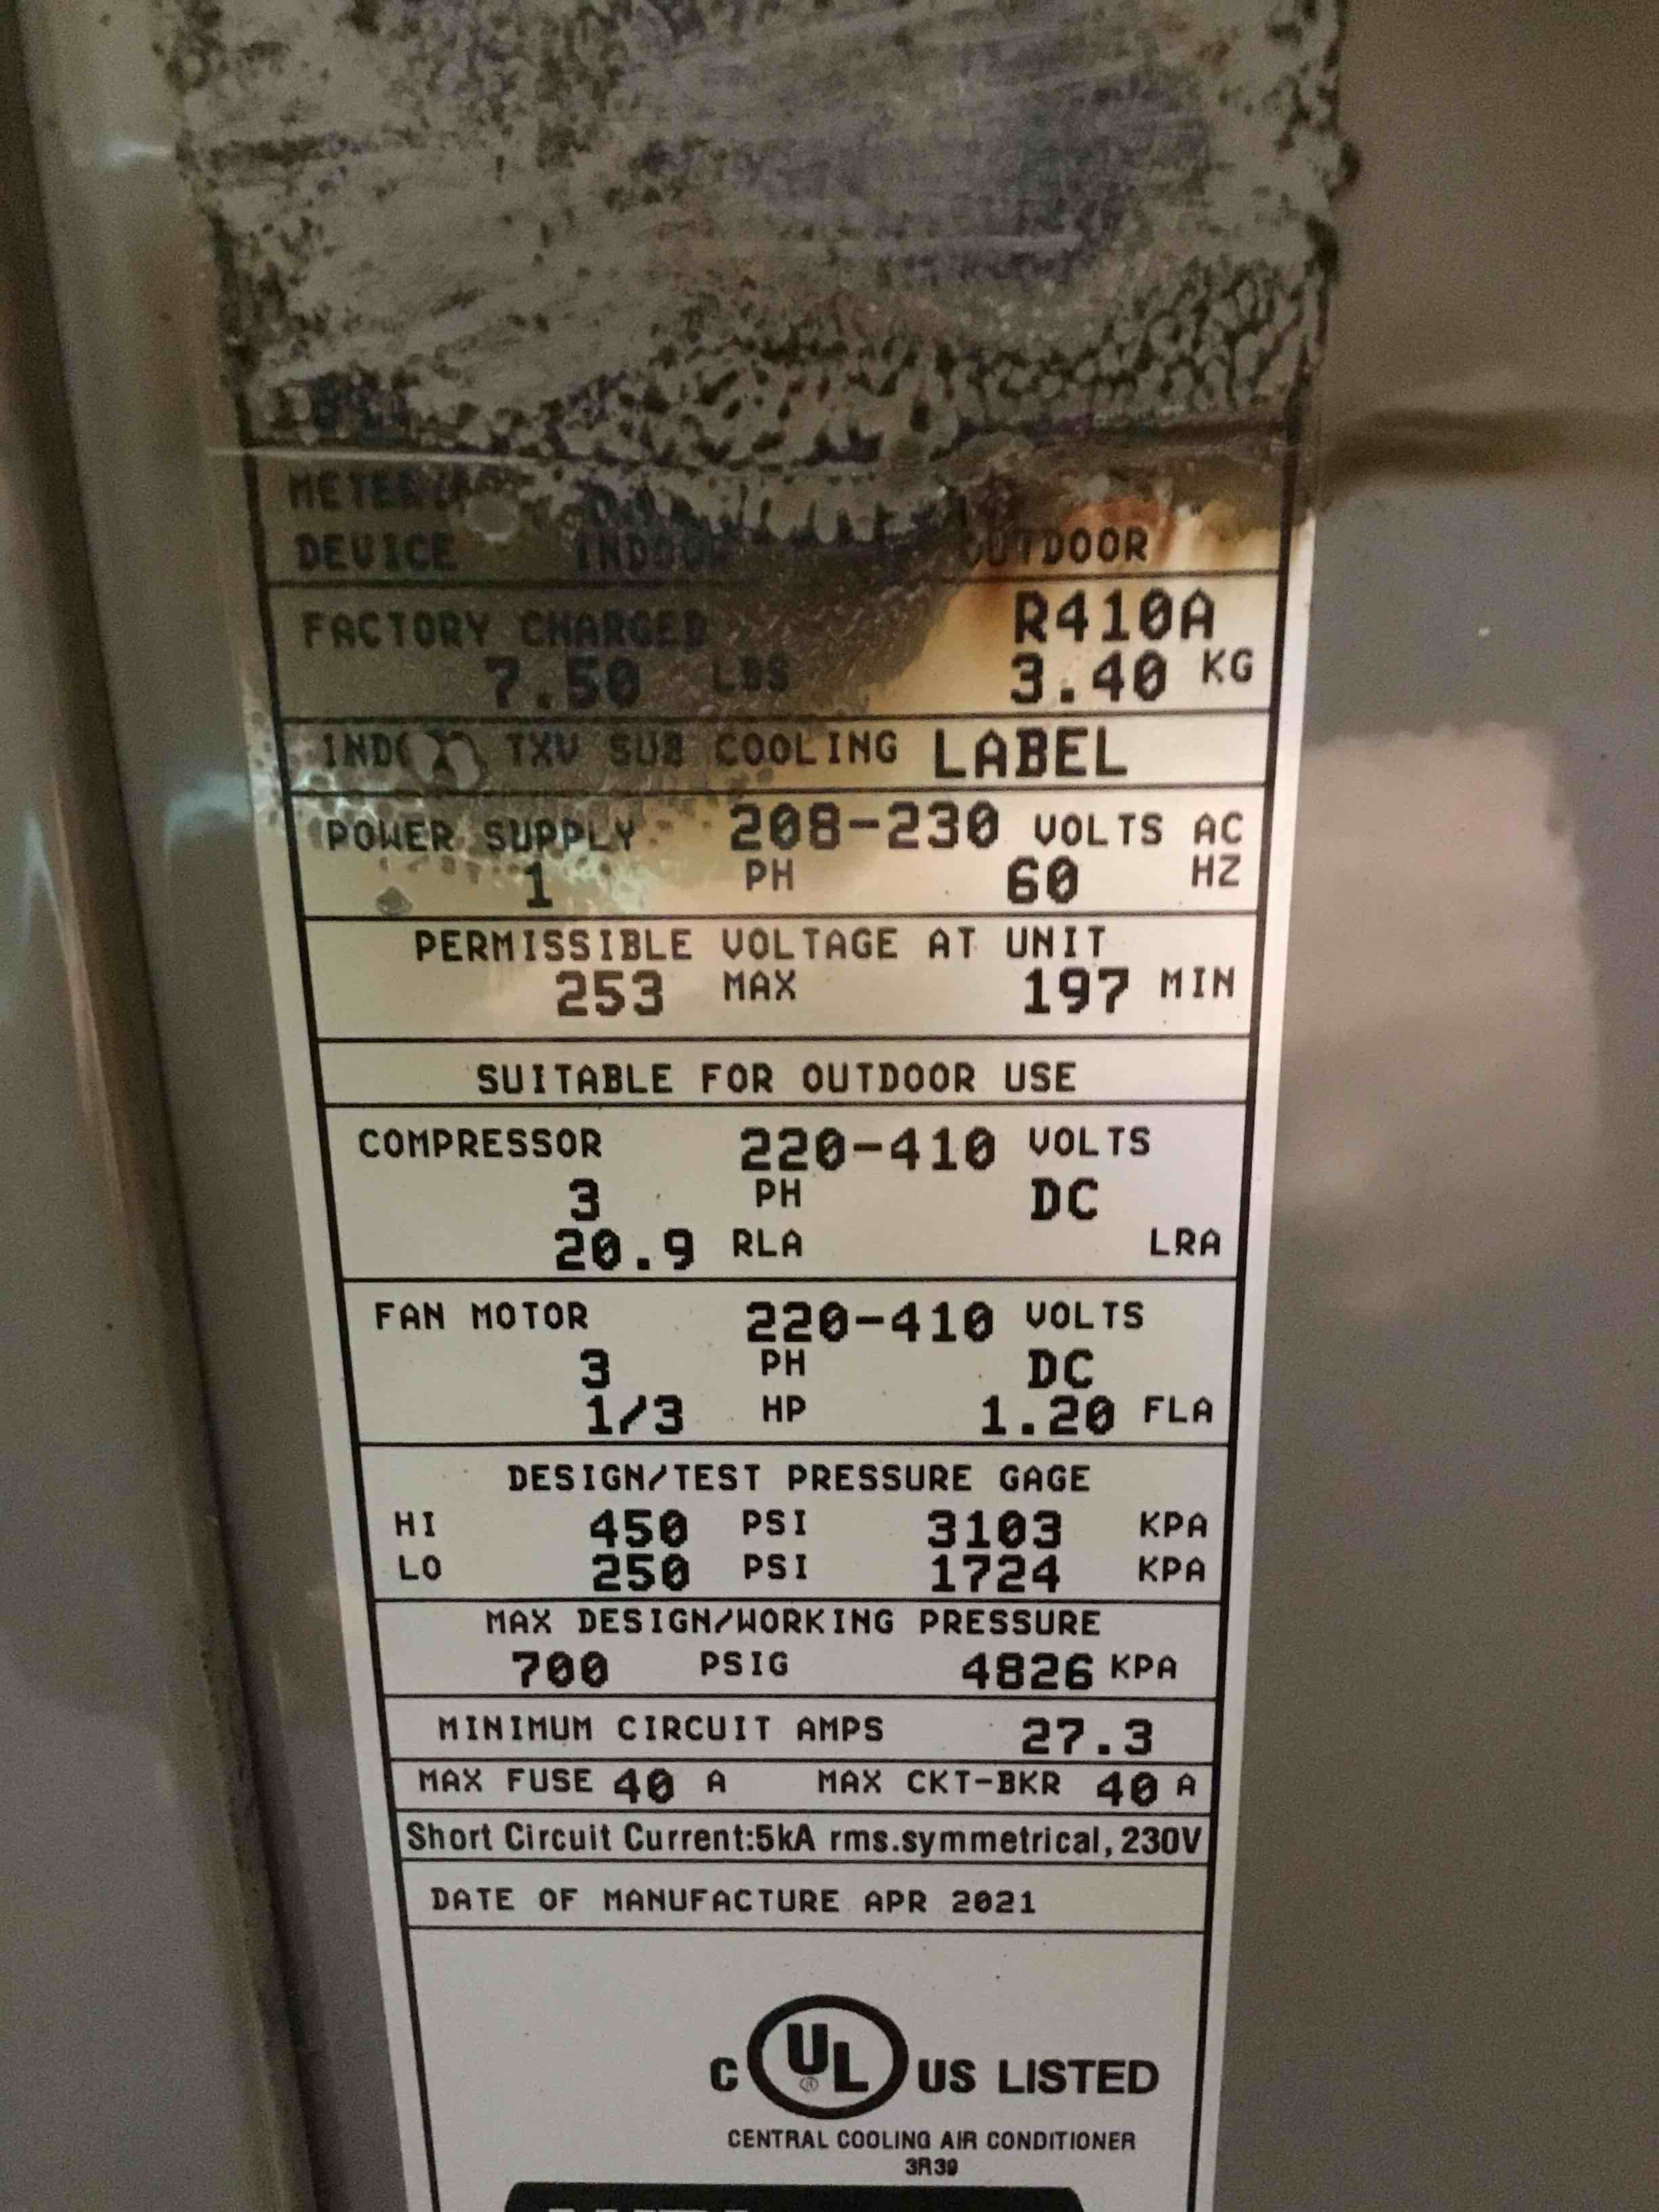 DEVICE INDOOR OUTDOOR
FACTORY CHARGED R410A
7.50 LBS 3.40 KG
TXV SUB COOLING LABEL
POWER SUPPLY 208-230 VOLTS AC
1 PH 60 HZ
PERMISSIBLE VOLTAGE AT UNIT
253 MAX 197 MIN
SUITABLE FOR OUTDOOR USE
COMPRESSOR 220-410 VOLTS
3 PH DC
20.9 RLA LRA
FAN MOTOR 220-410 VOLTS
3 PH DC
1/3 HP 1.20 FLA
DESIGN/TEST PRESSURE GAGE
HI 450 PSI 3103 KPA
LO 250 PSI 1724 KPA
MAX DESIGN/WORKING PRESSURE
700 PSIG 4826 KPA
MINIMUM CIRCUIT AMPS 27.3
MAX FUSE 40 A MAX CKT-BKR 40 A
Short Circuit Current:5kA rms.symmetrical, 230V
DATE OF MANUFACTURE APR 2021
C UL® US LISTED
CENTRAL COOLING AIR CONDITIONER
3R39